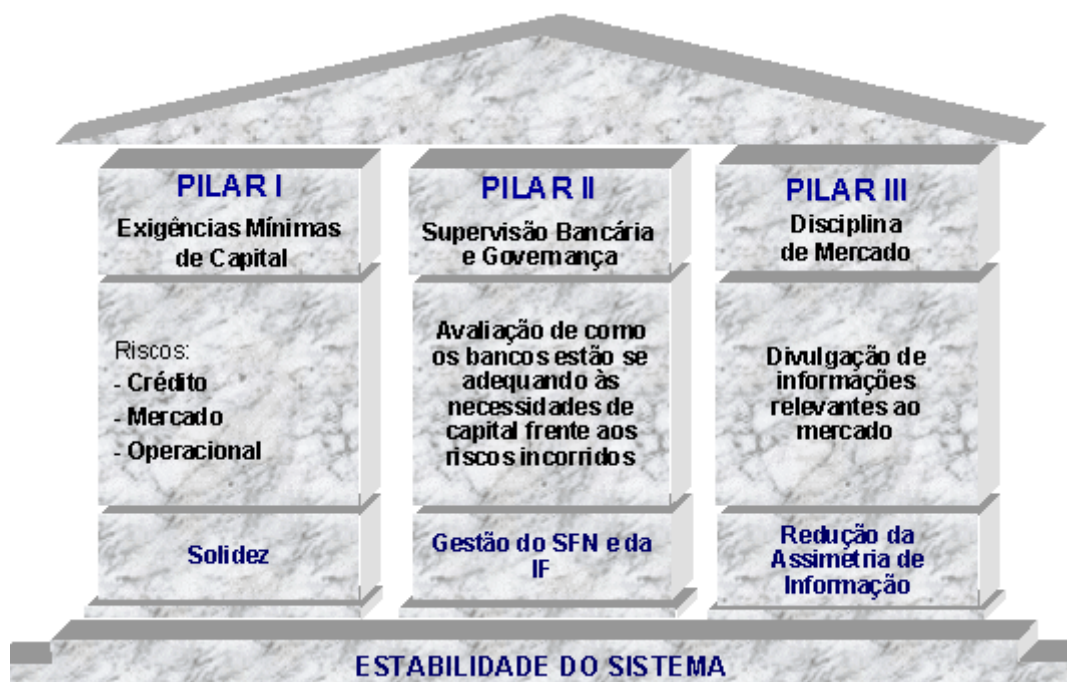 PILAR I
Exigências Mínimas
de Capital
Riscos:
- Crédito
- Mercado
- Operacional
Solidez
PILAR II
Supervisão Bancária
e Governança
Avaliação de como
os bancos estão se
adequando às
necessidades de
capital frente aos
riscos incorridos
Gestão do SFN e da
IF
PILAR III
Disciplina
de Mercado
Divulgação de
informações
relevantes ao
mercado
Redução da
Assimetria de
Informação
ESTABILIDADE DO SISTEMA